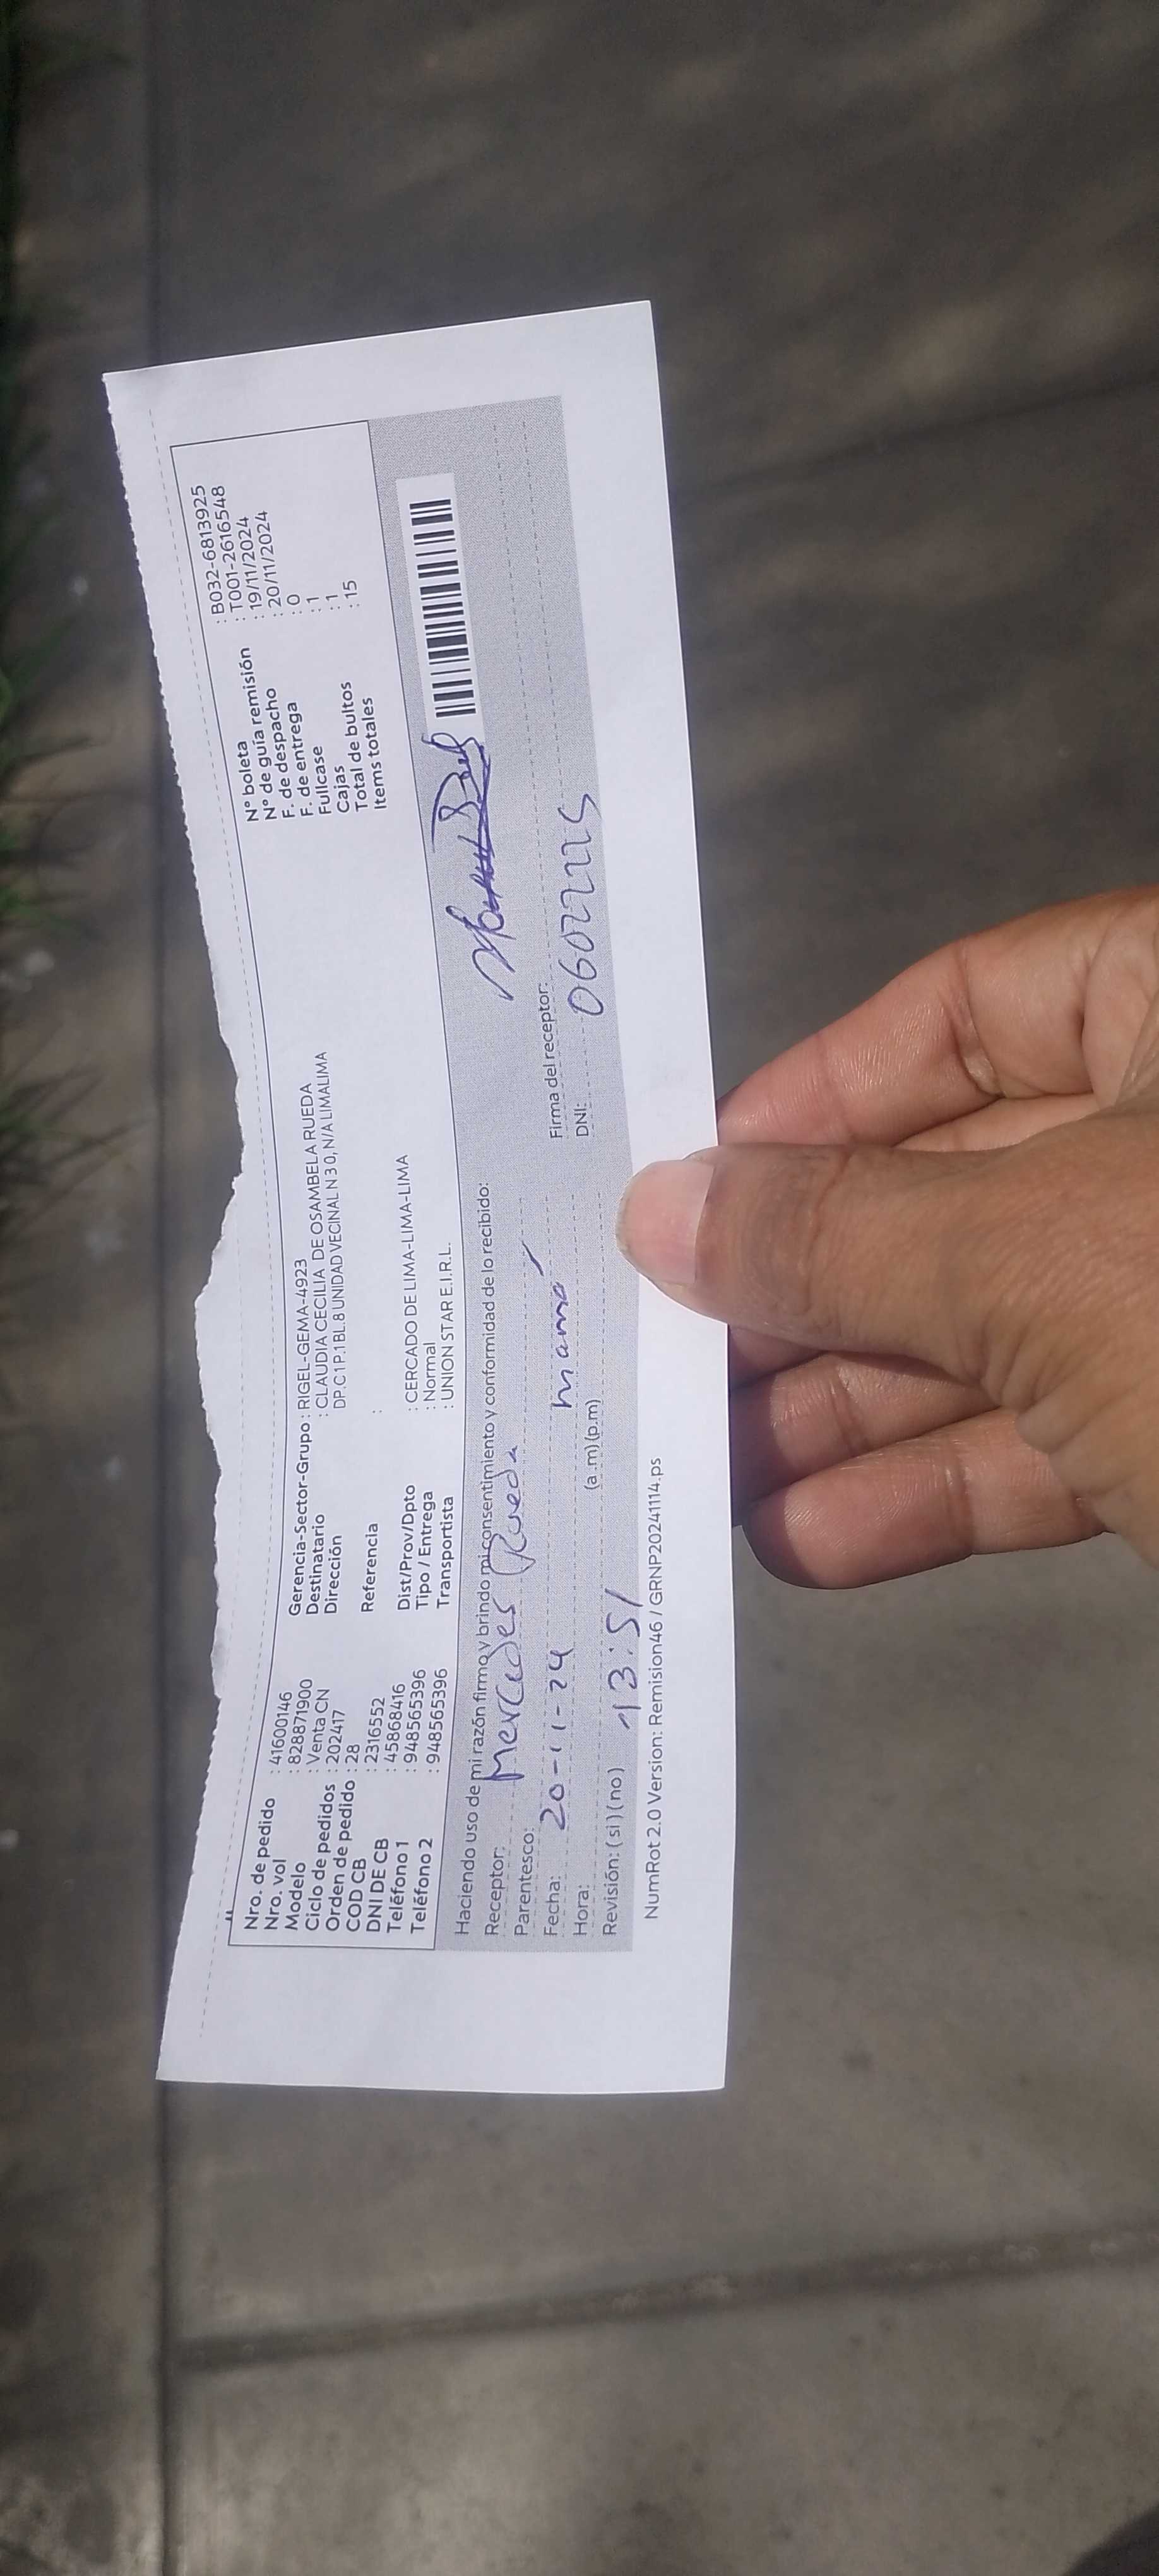 Nro. de pedido : 41600146
Nro. vol : 828871900
Modelo : Venta CN
Ciclo de pedidos : 202417
Orden de pedido : 28
COD CB : 2316552
DNI DE CB : 45868416
Teléfono 1 : 948565396
Teléfono 2 : 948565396
Gerencia-Sector-Grupo : RIGEL-GEMA-4923
Destinatario : CLAUDIA CECILIA DE OSAMBELA RUEDA
Dirección DP.C1P.1BL.8 UNIDAD VECINAL N 3 0, N/A LIMALIMA
Referencia :
Dist/Prov/Dpto : CERCADO DE LIMA-LIMA-LIMA
Tipo / Entrega : Normal
Transportista : UNION STAR E.I.R.L.
N° boleta : B032-6813925
N° de guía remisión : T001-2616548
F. de despacho : 19/11/2024
F. de entrega : 20/11/2024
Fullcase : 0
Cajas : 1
Total de bultos : 1
Items totales : 15
Haciendo uso de mi razón firmo y brindo mi consentimiento y conformidad de lo recibido:
Receptor: Mercedes Rueda
Parentesco: mamá
Fecha: 20-11-24
Hora: 13:51 (a.m)(p.m)
Revisión: (si)(no)
Firma del receptor:
DNI: 06022225
NumRot 2.0 Version: Remision46 / GRNP20241114.ps